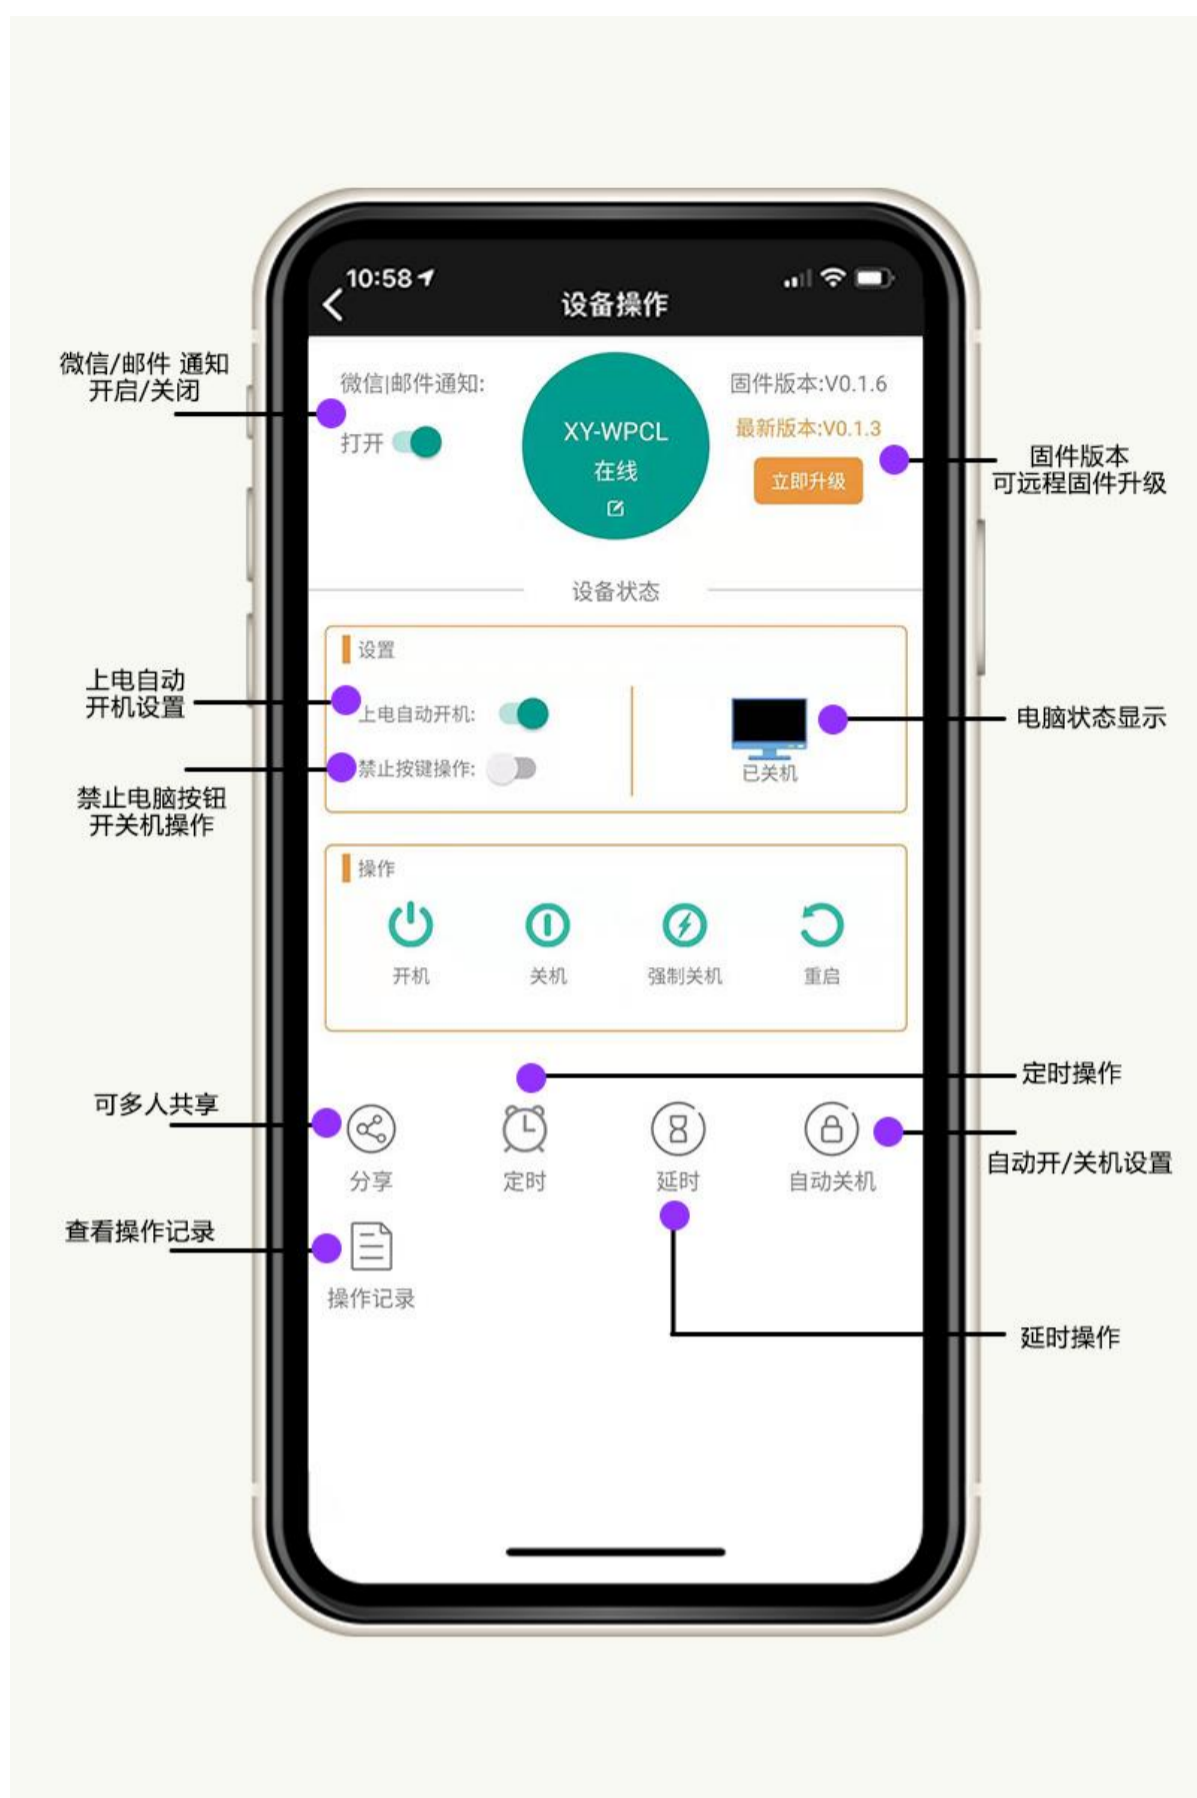 10:58
设备操作
微信/邮件 通知
开启/关闭
微信|邮件通知:
打开
XY-WPCL
在线
固件版本:V0.1.6
最新版本:V0.1.3
立即升级
固件版本
可远程固件升级
设备状态
设置
上电自动
开机设置
上电自动开机:
禁止按键操作:
已关机
电脑状态显示
禁止电脑按钮
开关机操作
操作
开机
关机
强制关机
重启
定时操作
可多人共享
分享
定时
延时
自动关机
自动开/关机设置
查看操作记录
操作记录
延时操作